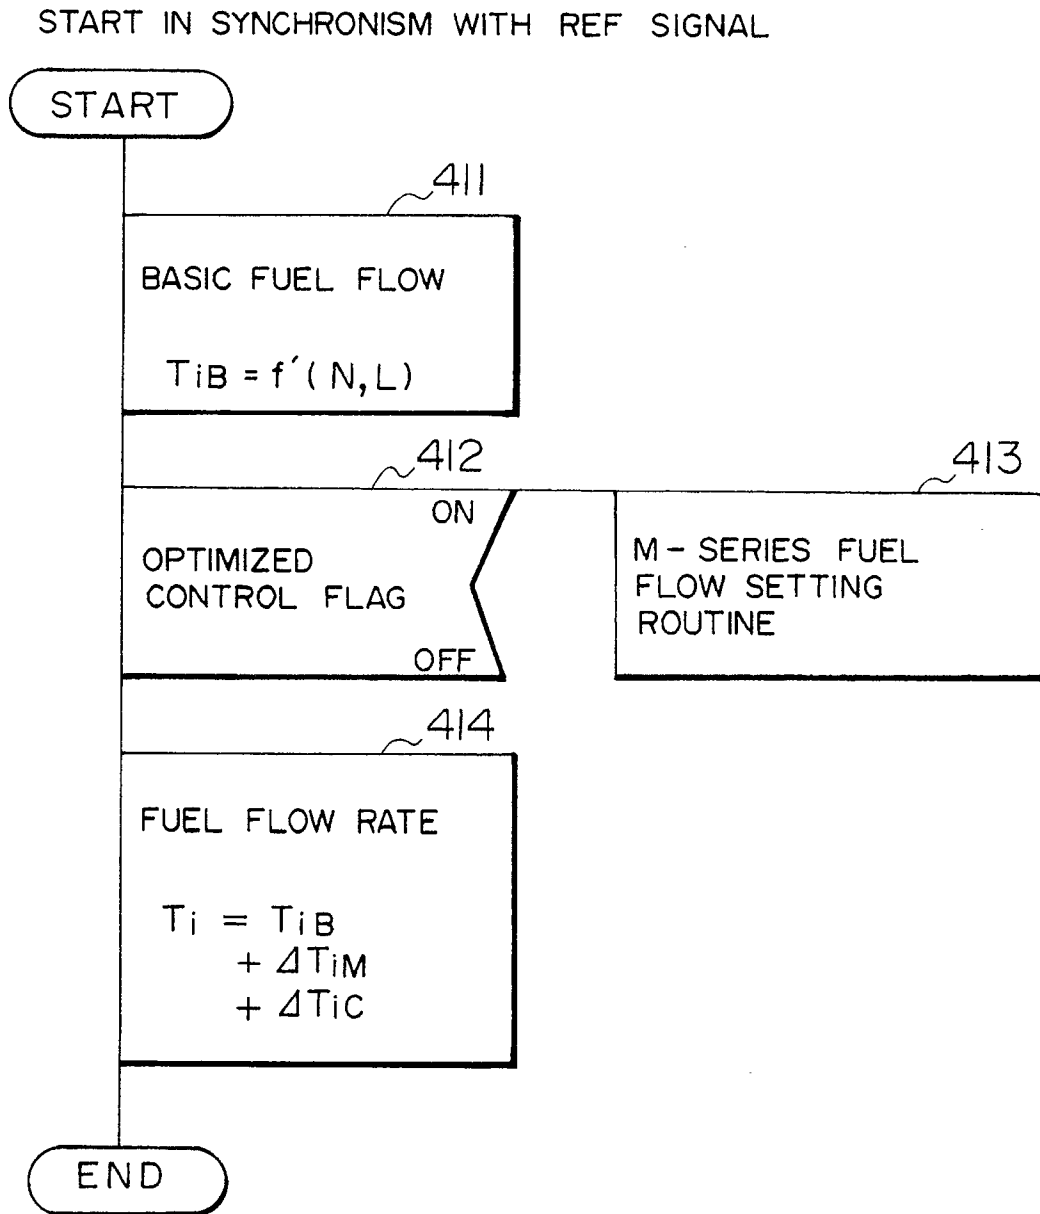 START IN SYNCHRONISM WITH REF SIGNAL
START
411
BASIC FUEL FLOW
TiB = f′(N,L)
412
413
ON
OPTIMIZED
CONTROL FLAG
OFF
M-SERIES FUEL
FLOW SETTING
ROUTINE
414
FUEL FLOW RATE
Ti = TiB
+ ΔTiM
+ ΔTiC
END